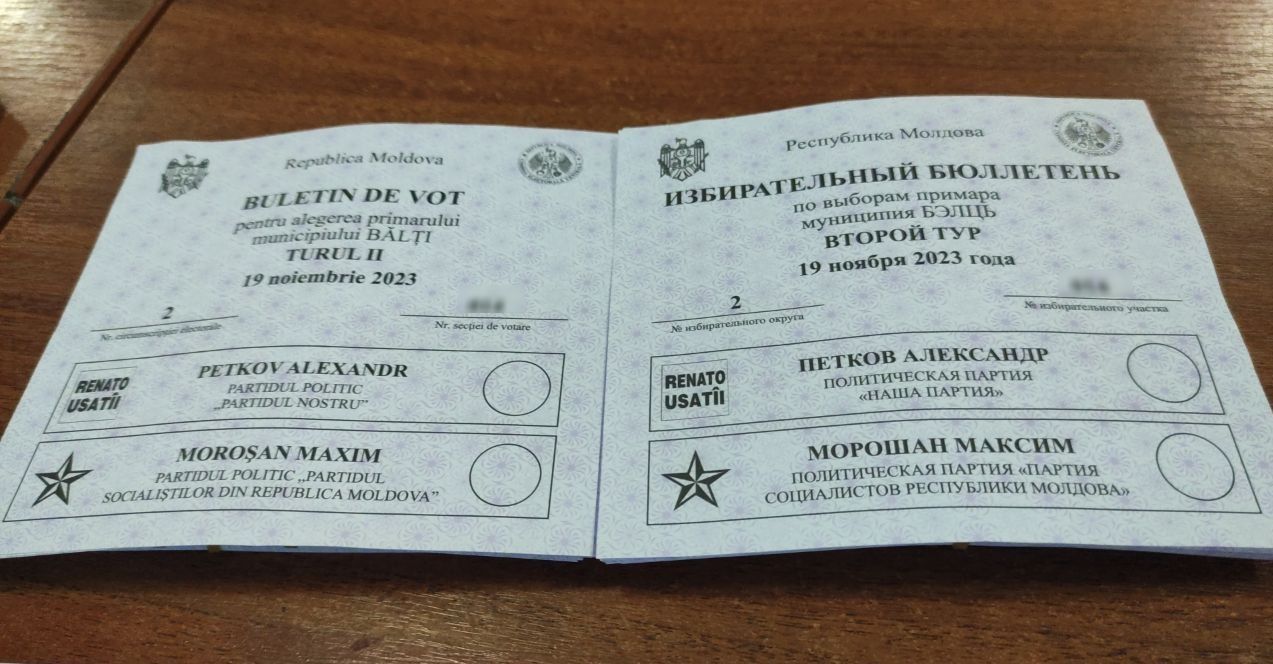 Republica Moldova
BULETIN DE VOT
pentru alegerea primarului
municipiului BĂLȚI
TURUL II
19 noiembrie 2023
2
Nr. circumscripției electorale
Nr. secției de votare
RENATO
USATÎI
PETKOV ALEXANDR
PARTIDUL POLITIC
„PARTIDUL NOSTRU”
MOROȘAN MAXIM
PARTIDUL POLITIC „PARTIDUL
SOCIALIȘTILOR DIN REPUBLICA MOLDOVA”
Республика Молдова
ИЗБИРАТЕЛЬНЫЙ БЮЛЛЕТЕНЬ
по выборам примара
муниципия БЭЛЦЬ
ВТОРОЙ ТУР
19 ноября 2023 года
2
№ избирательного округа
№ избирательного участка
RENATO
USATÎI
ПЕТКОВ АЛЕКСАНДР
ПОЛИТИЧЕСКАЯ ПАРТИЯ
«НАША ПАРТИЯ»
МОРОШАН МАКСИМ
ПОЛИТИЧЕСКАЯ ПАРТИЯ «ПАРТИЯ
СОЦИАЛИСТОВ РЕСПУБЛИКИ МОЛДОВА»